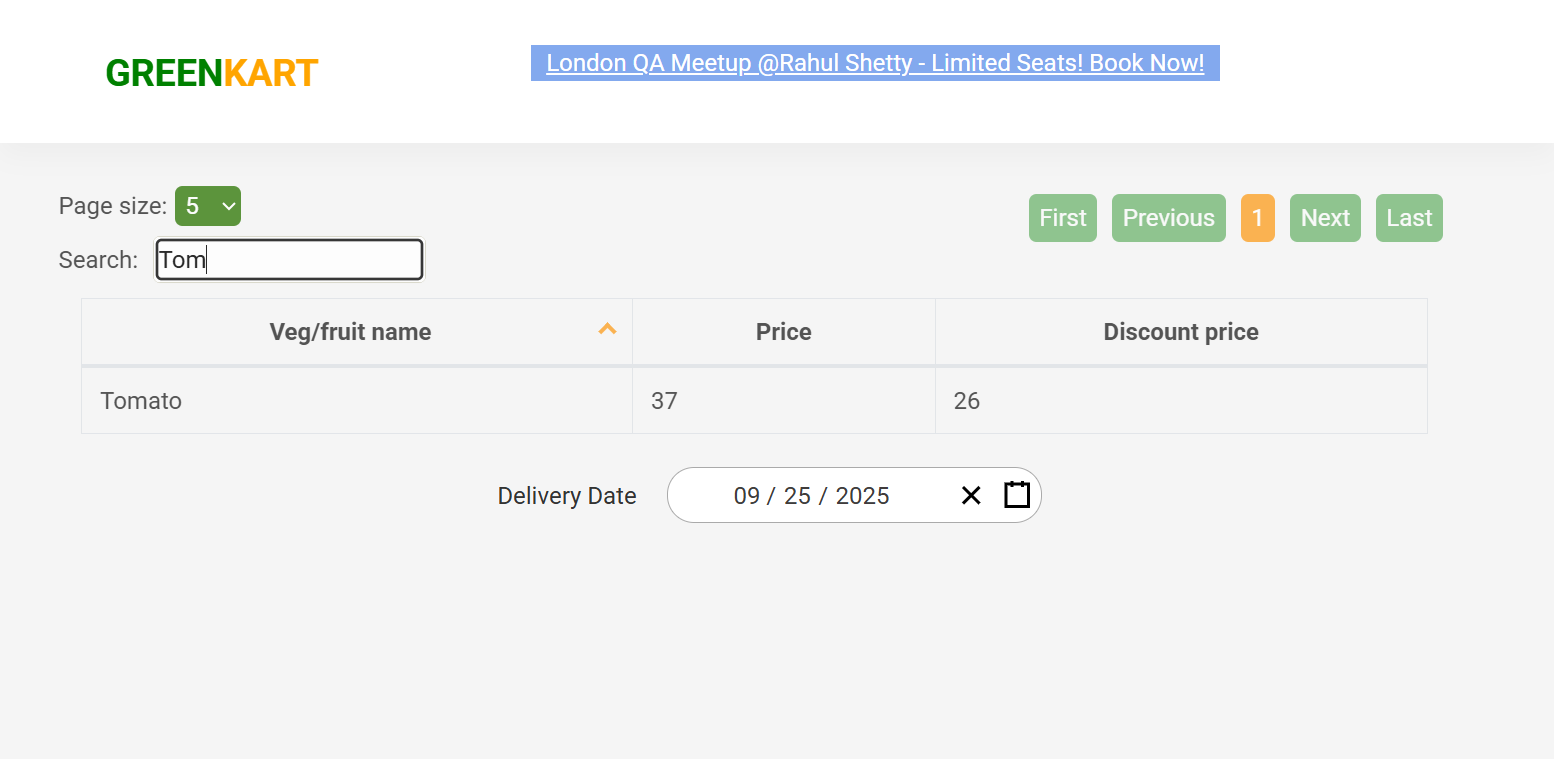 GREENKART
London QA Meetup @Rahul Shetty - Limited Seats! Book Now!
Page size: 5
First Previous 1 Next Last
Search: Tom
Veg/fruit name Price Discount price
Tomato 37 26
Delivery Date 09 / 25 / 2025